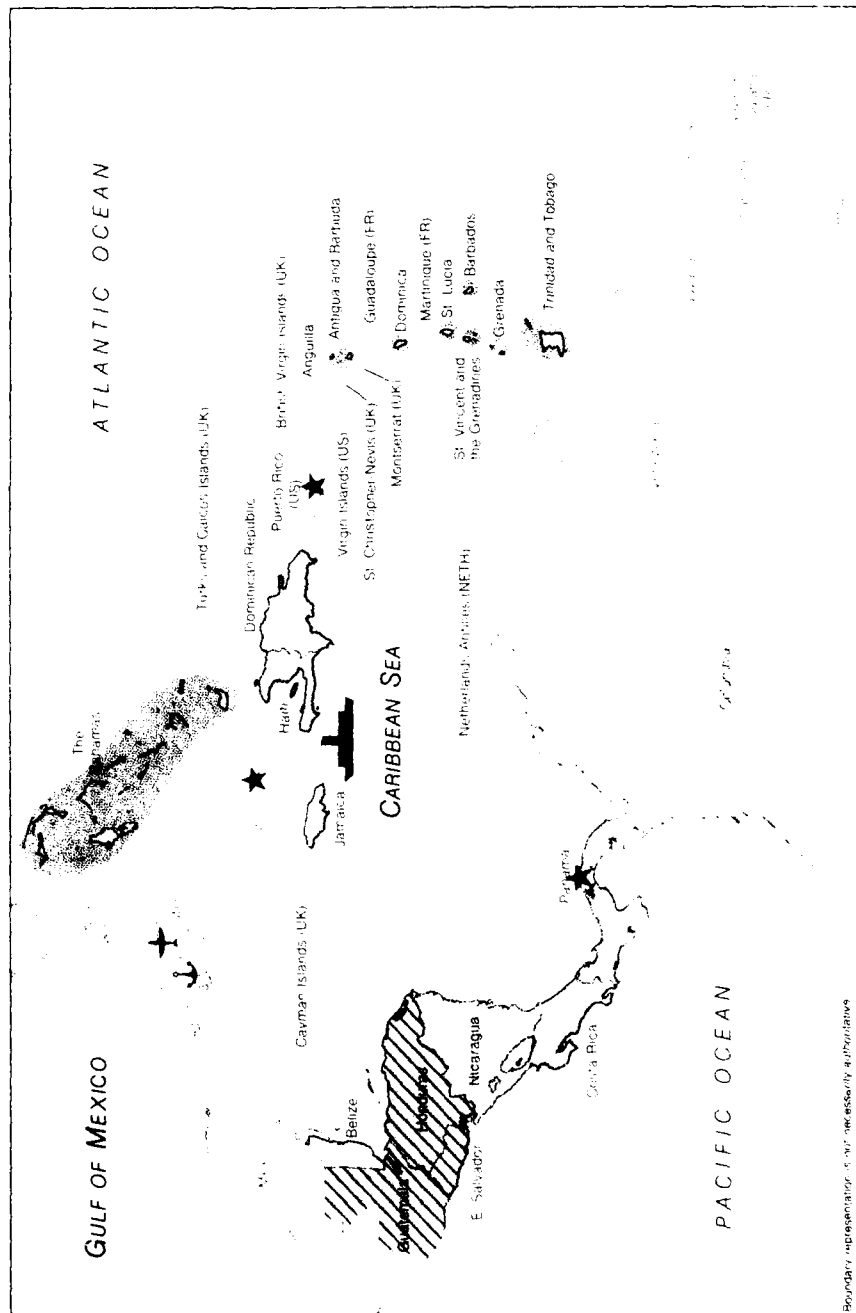 GULF OF MEXICO
ATLANTIC OCEAN
The
Bahamas
Turks and Caicos Islands (UK)
Cayman Islands (UK)
Dominican Republic
Puerto Rico
(US)
British Virgin Islands (UK)
Anguilla
Antigua and Barbuda
Guadaloupe (FR)
Dominica
Martinique (FR)
St. Lucia
Barbados
Grenada
Trinidad and Tobago
Haiti
Jamaica
Virgin Islands (US)
St. Christopher-Nevis (UK)
Montserrat (UK)
St. Vincent and
the Grenadines
CARIBBEAN SEA
Netherlands Antilles (NETH)
Belize
Guatemala
Honduras
El Salvador
Nicaragua
Costa Rica
Panama
Colombia
PACIFIC OCEAN
Boundary representation is not necessarily authoritative